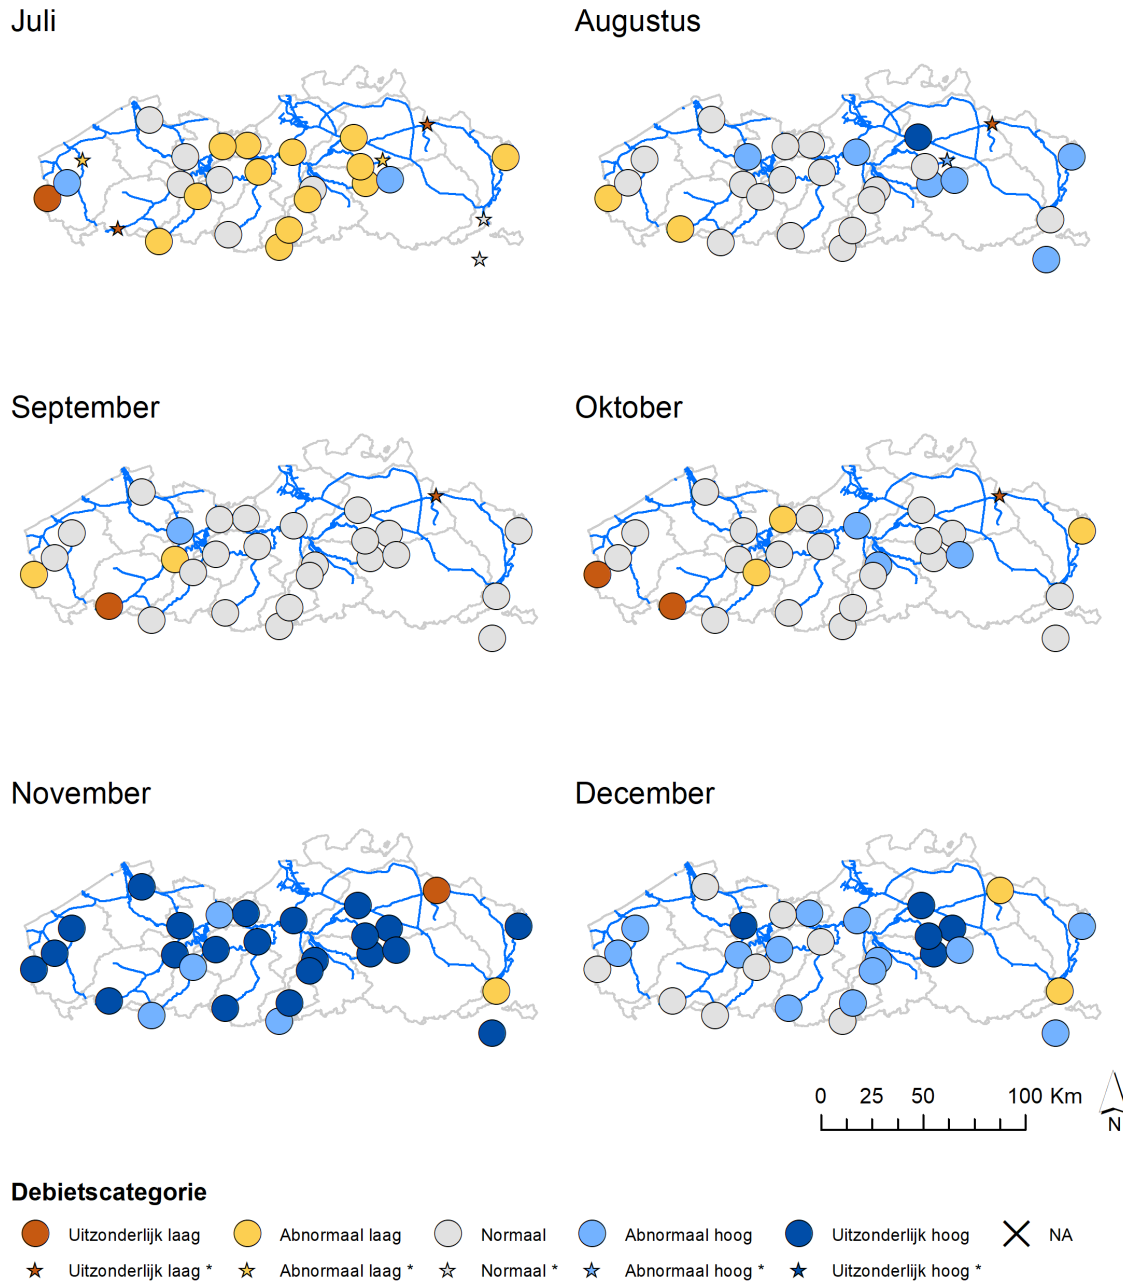 Juli
Augustus
September
Oktober
November
December
0 25 50 100 Km
N
Debietscategorie
Uitzonderlijk laag
Abnormaal laag
Normaal
Abnormaal hoog
Uitzonderlijk hoog
NA
Uitzonderlijk laag *
Abnormaal laag *
Normaal *
Abnormaal hoog *
Uitzonderlijk hoog *